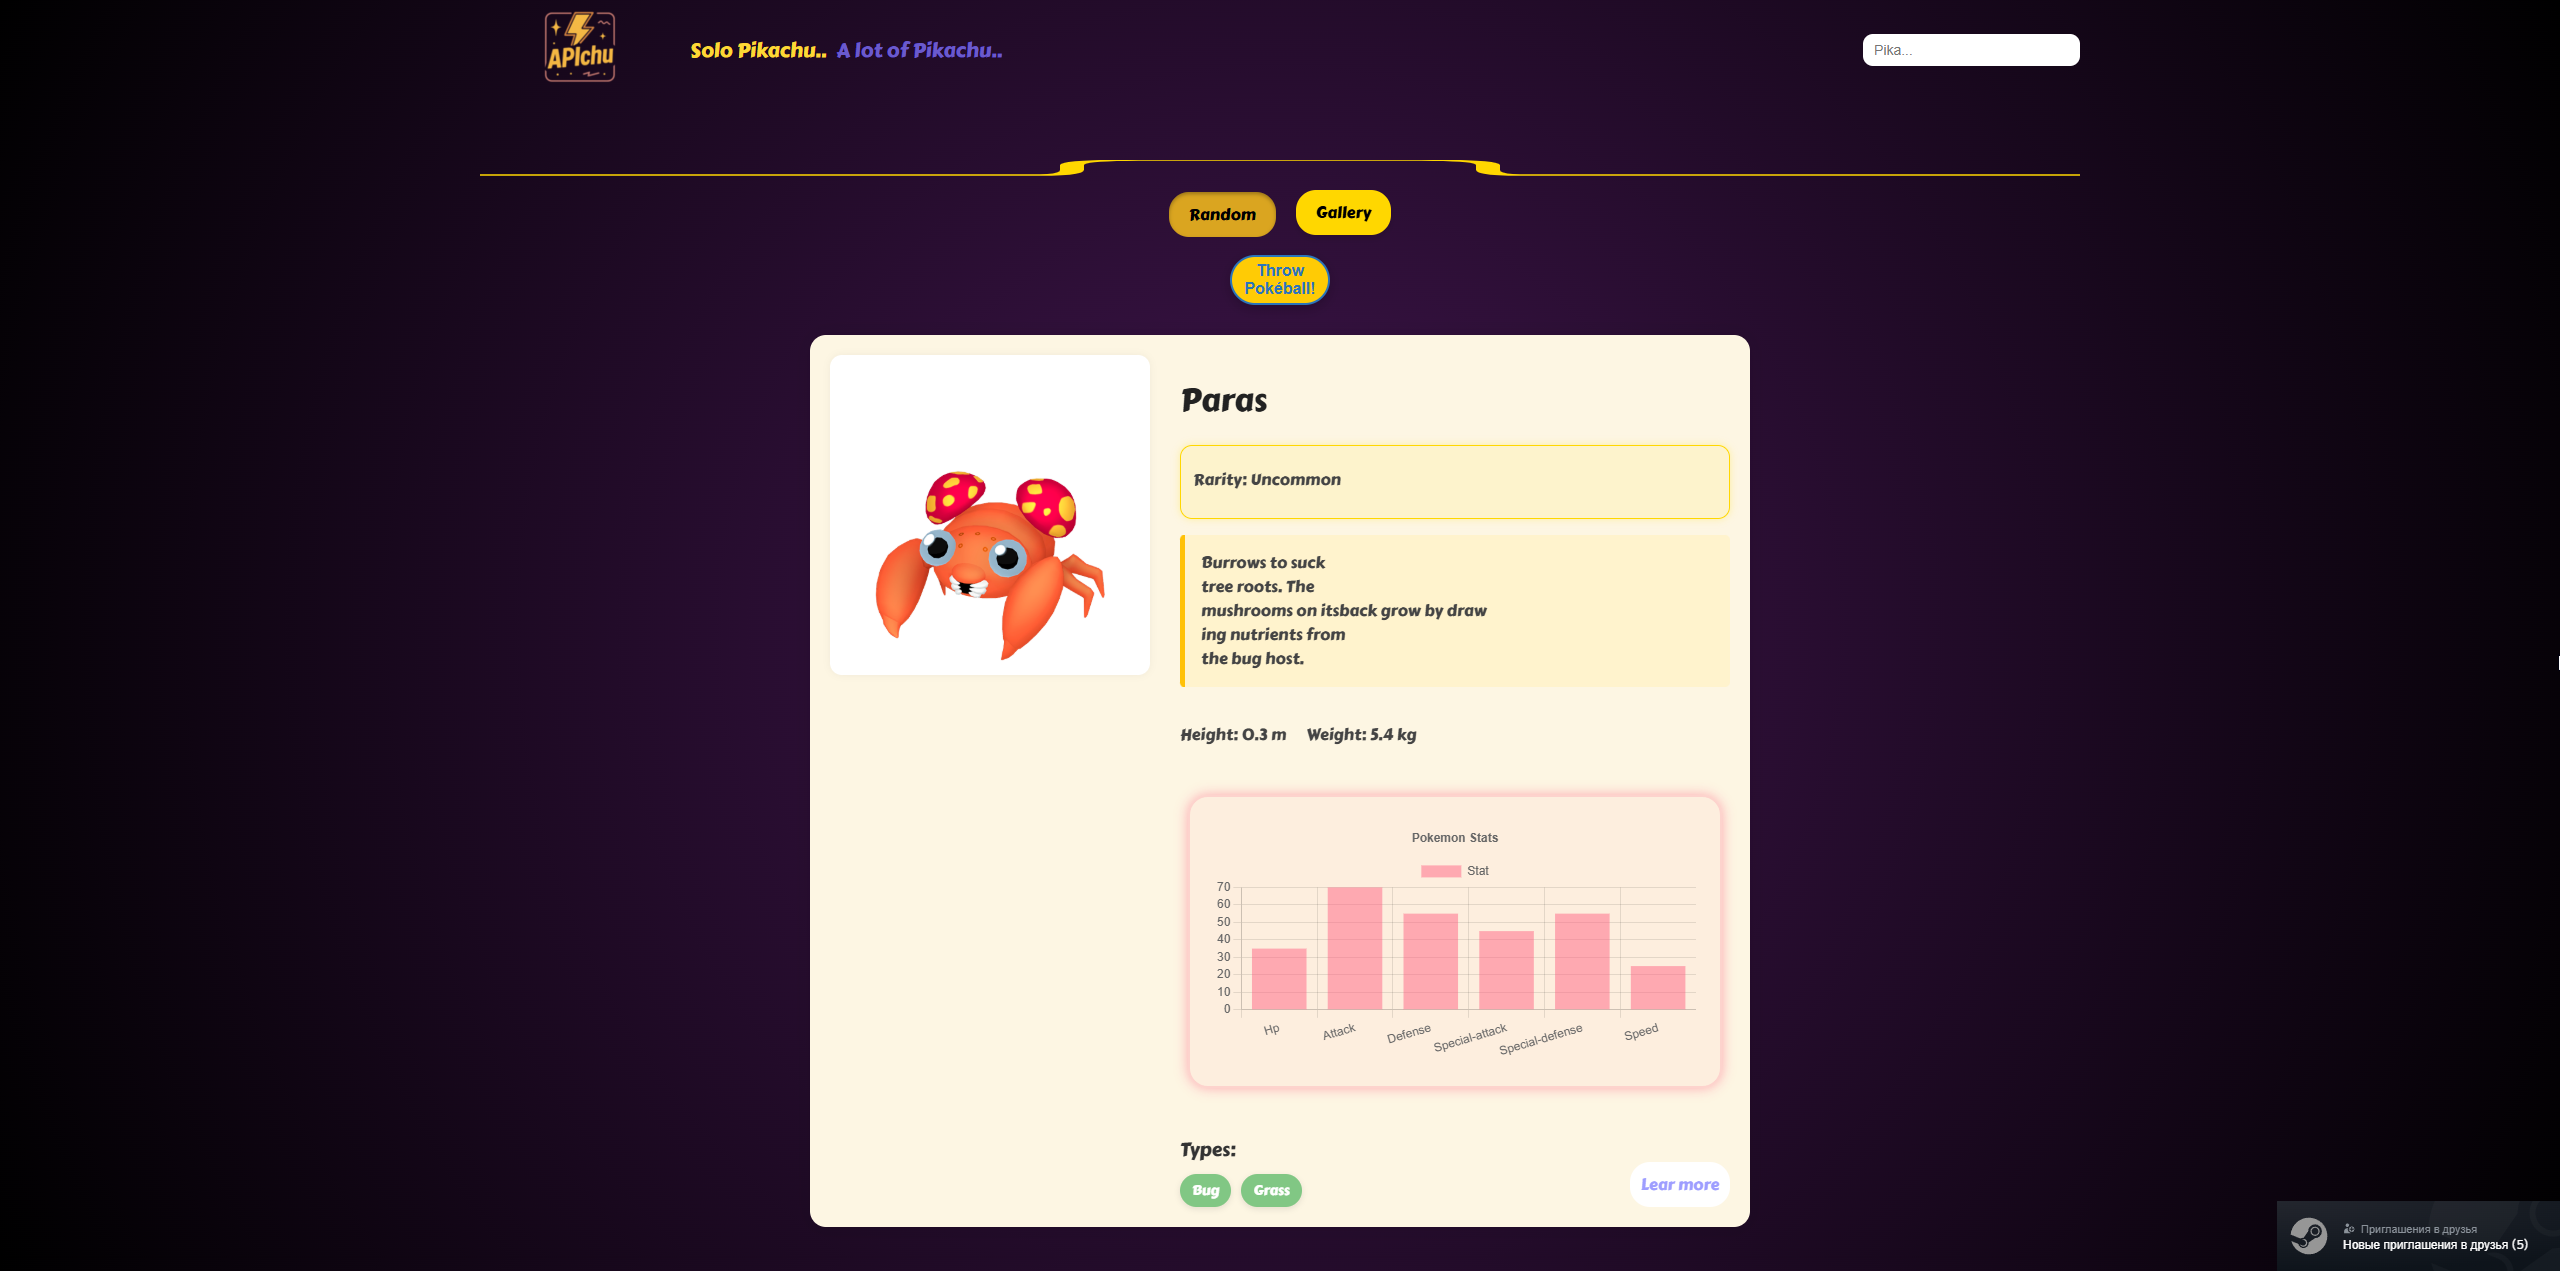 APIchu
Solo Pikachu.. A lot of Pikachu..
Pika...
Random
Gallery
Throw
Pokéball!
Paras
Rarity: Uncommon
Burrows to suck
tree roots. The
mushrooms on itsback grow by draw
ing nutrients from
the bug host.
Height: 0.3 m Weight: 5.4 kg
Pokemon Stats
Stat
70
60
50
40
30
20
10
0
Hp
Attack
Defense
Special-attack
Special-defense
Speed
Types:
Bug
Grass
Lear more
Приглашения в друзья
Новые приглашения в друзья (5)